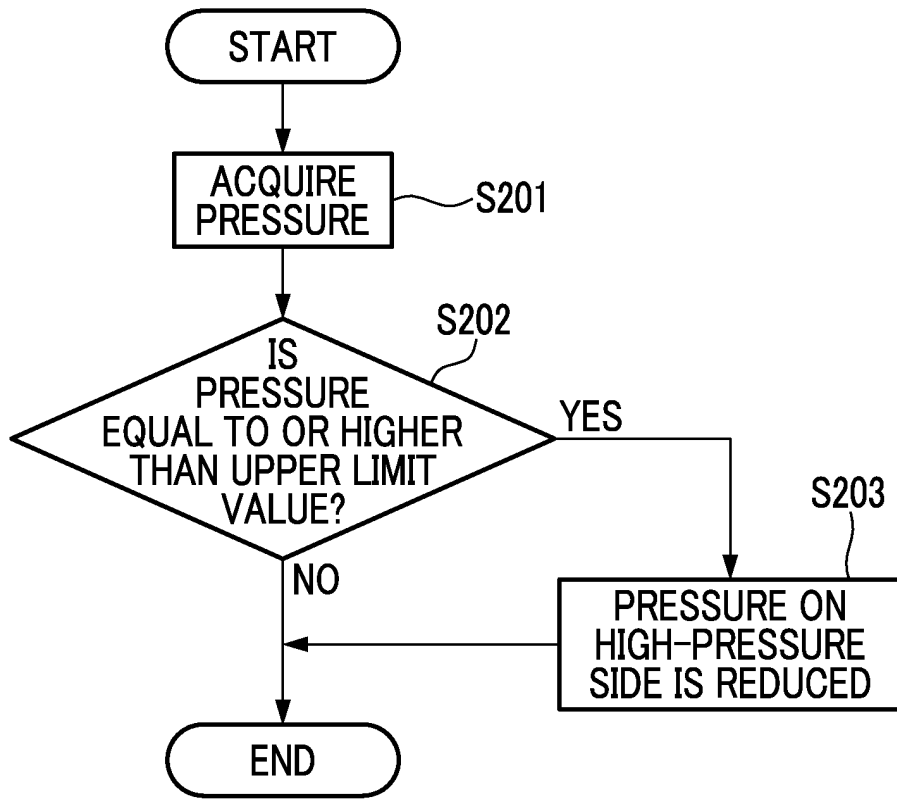 START
ACQUIRE
PRESSURE
S201
S202
IS
PRESSURE
EQUAL TO OR HIGHER
THAN UPPER LIMIT
VALUE?
YES
NO
S203
PRESSURE ON
HIGH-PRESSURE
SIDE IS REDUCED
END